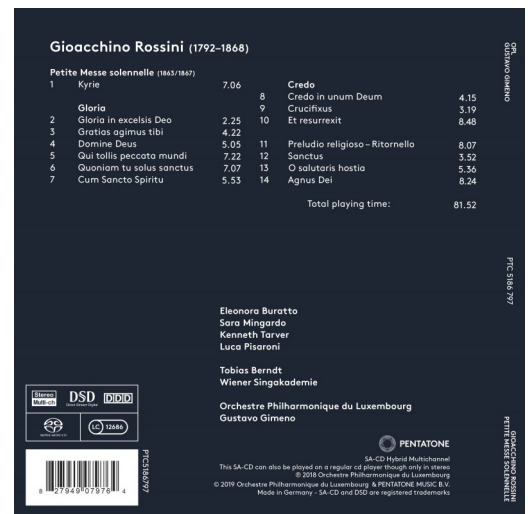 Gioacchino Rossini (1792–1868)
Petite Messe solennelle (1863/1867)
1 Kyrie 7.06
Gloria
2 Gloria in excelsis Deo 2.25
3 Gratias agimus tibi 4.22
4 Domine Deus 5.05
5 Qui tollis peccata mundi 7.22
6 Quoniam tu solus sanctus 7.07
7 Cum Sancto Spiritu 5.53
Credo
8 Credo in unum Deum 4.15
9 Crucifixus 3.19
10 Et resurrexit 8.48
11 Preludio religioso – Ritornello 8.07
12 Sanctus 3.52
13 O salutaris hostia 5.36
14 Agnus Dei 8.24
Total playing time: 81.52
Eleonora Buratto
Sara Mingardo
Kenneth Tarver
Luca Pisaroni
Tobias Berndt
Wiener Singakademie
Orchestre Philharmonique du Luxembourg
Gustavo Gimeno
PENTATONE
SA-CD Hybrid Multichannel
This SA-CD can also be played on a regular cd player though only in stereo
℗ 2018 Orchestre Philharmonique du Luxembourg
© 2019 Orchestre Philharmonique du Luxembourg & PENTATONE MUSIC B.V.
Made in Germany - SA-CD and DSD are registered trademarks
Stereo
Multi-ch
DSD
Direct Stream Digital
DDD
SUPER AUDIO CD
LC 12686
PTC5186797
8 27949 07976 4
OPL
GUSTAVO GIMENO
PTC 5186 797
GIOACCHINO ROSSINI
PETITE MESSE SOLENNELLE